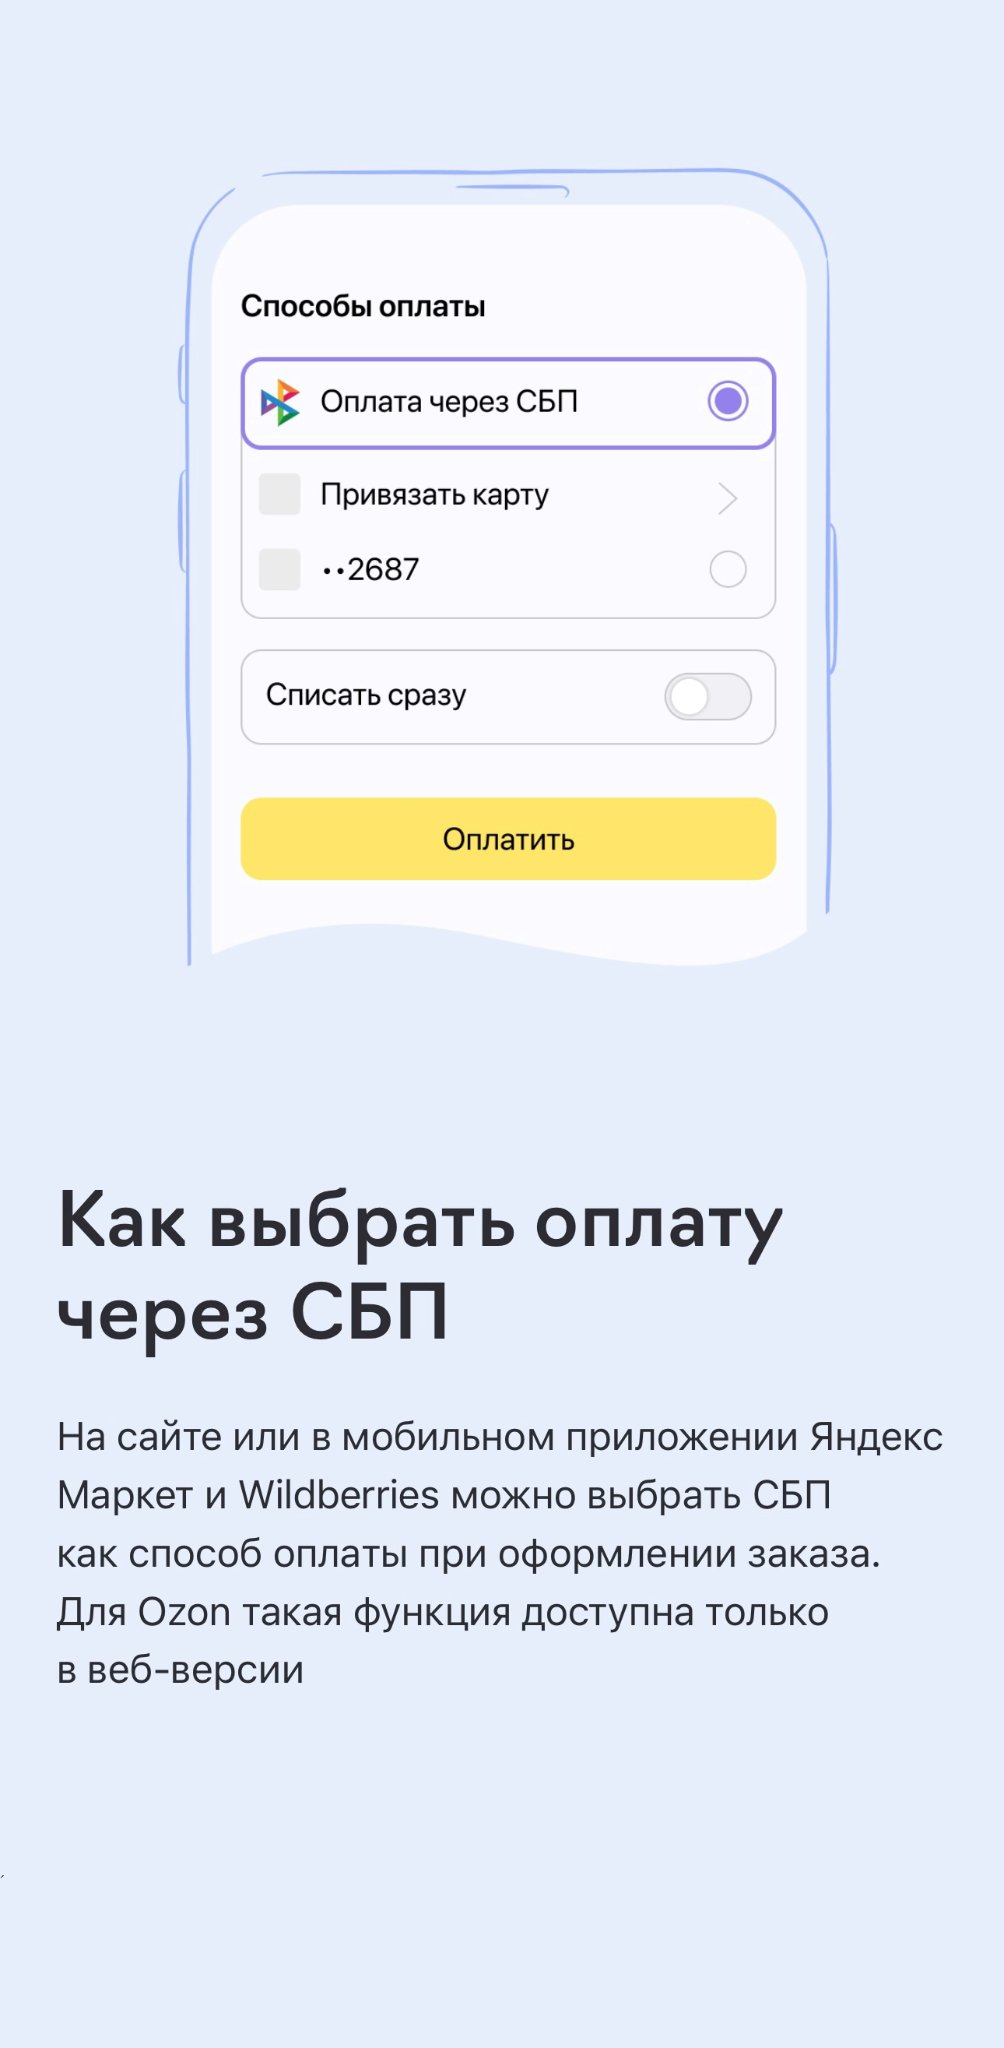 Способы оплаты
Оплата через СБП
Привязать карту
··2687
Списать сразу
Оплатить
Как выбрать оплату
через СБП
На сайте или в мобильном приложении Яндекс
Маркет и Wildberries можно выбрать СБП
как способ оплаты при оформлении заказа.
Для Ozon такая функция доступна только
в веб-версии